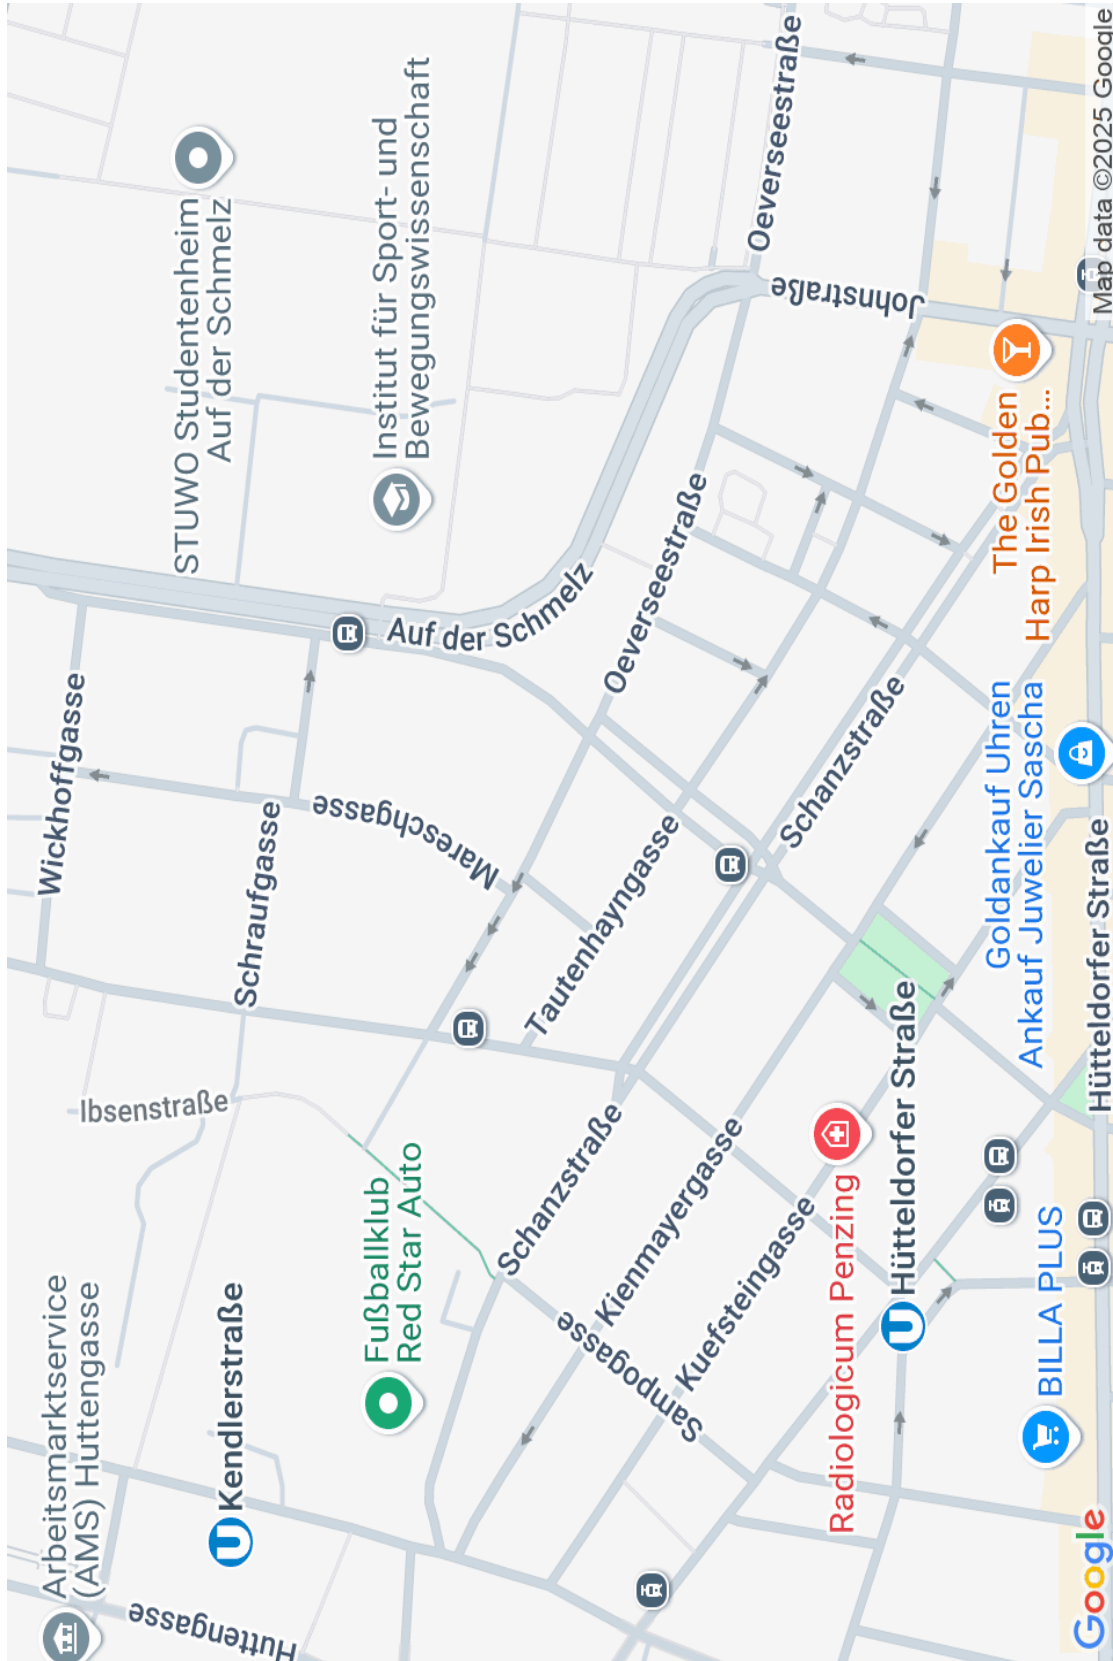 Arbeitsmarktservice
(AMS) Huttengasse
Huttengasse
Kendlerstraße
Ibsenstraße
Wickhoffgasse
Schraufgasse
Mareschgasse
STUWO Studentenheim
Auf der Schmelz
Institut für Sport- und
Bewegungswissenschaft
Auf der Schmelz
Fußballklub
Red Star Auto
Oeverseestraße
Oeverseestraße
Johnstraße
Tautenhayngasse
Schanzstraße
Schanzstraße
Sampogasse
Kienmayergasse
Kuefsteingasse
Radiologicum Penzing
Hütteldorfer Straße
BILLA PLUS
Goldankauf Uhren
Ankauf Juwelier Sascha
The Golden
Harp Irish Pub...
Hütteldorfer Straße
Google
Map data ©2025 Google